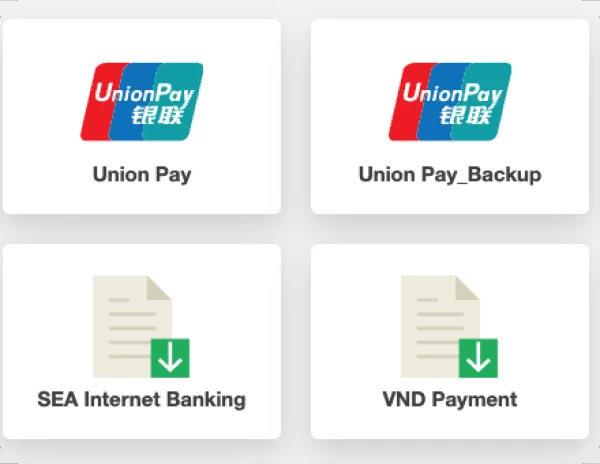 UnionPay
银联
Union Pay
UnionPay
银联
Union Pay_Backup
SEA Internet Banking
VND Payment